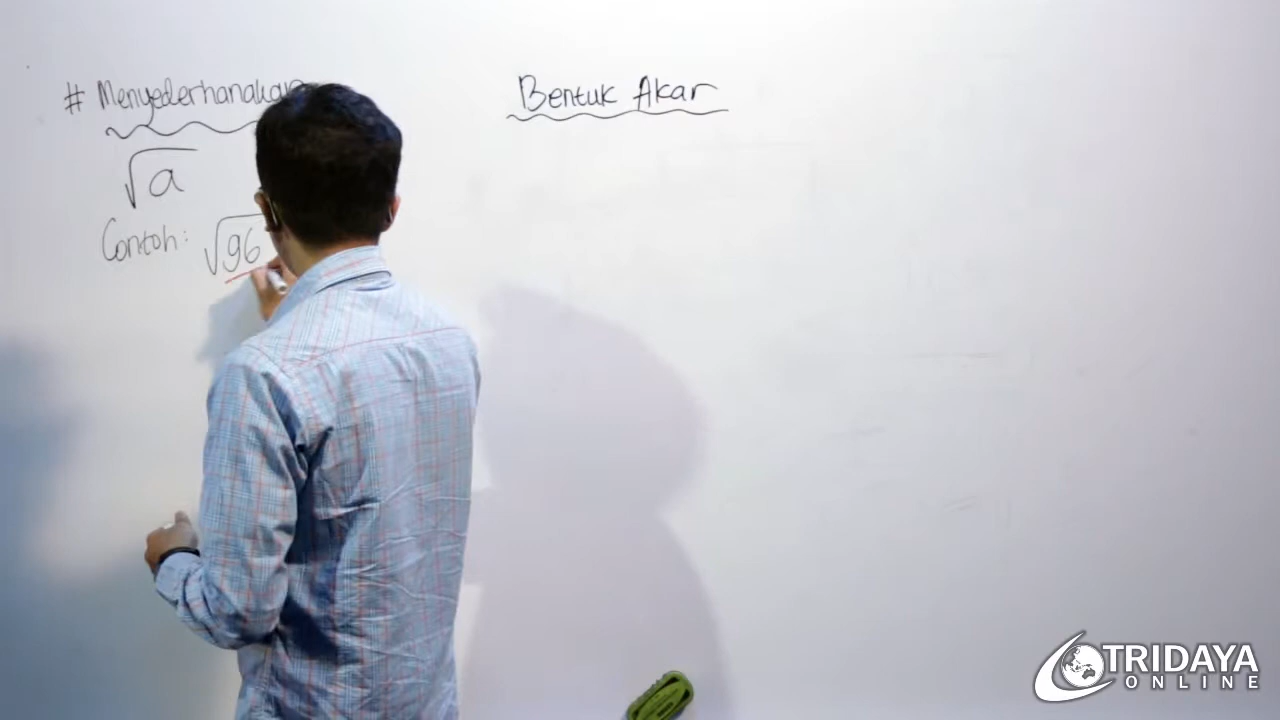 # Menyederhanakan
Bentuk Akar
√a
Contoh: √96
TRIDAYA
ONLINE